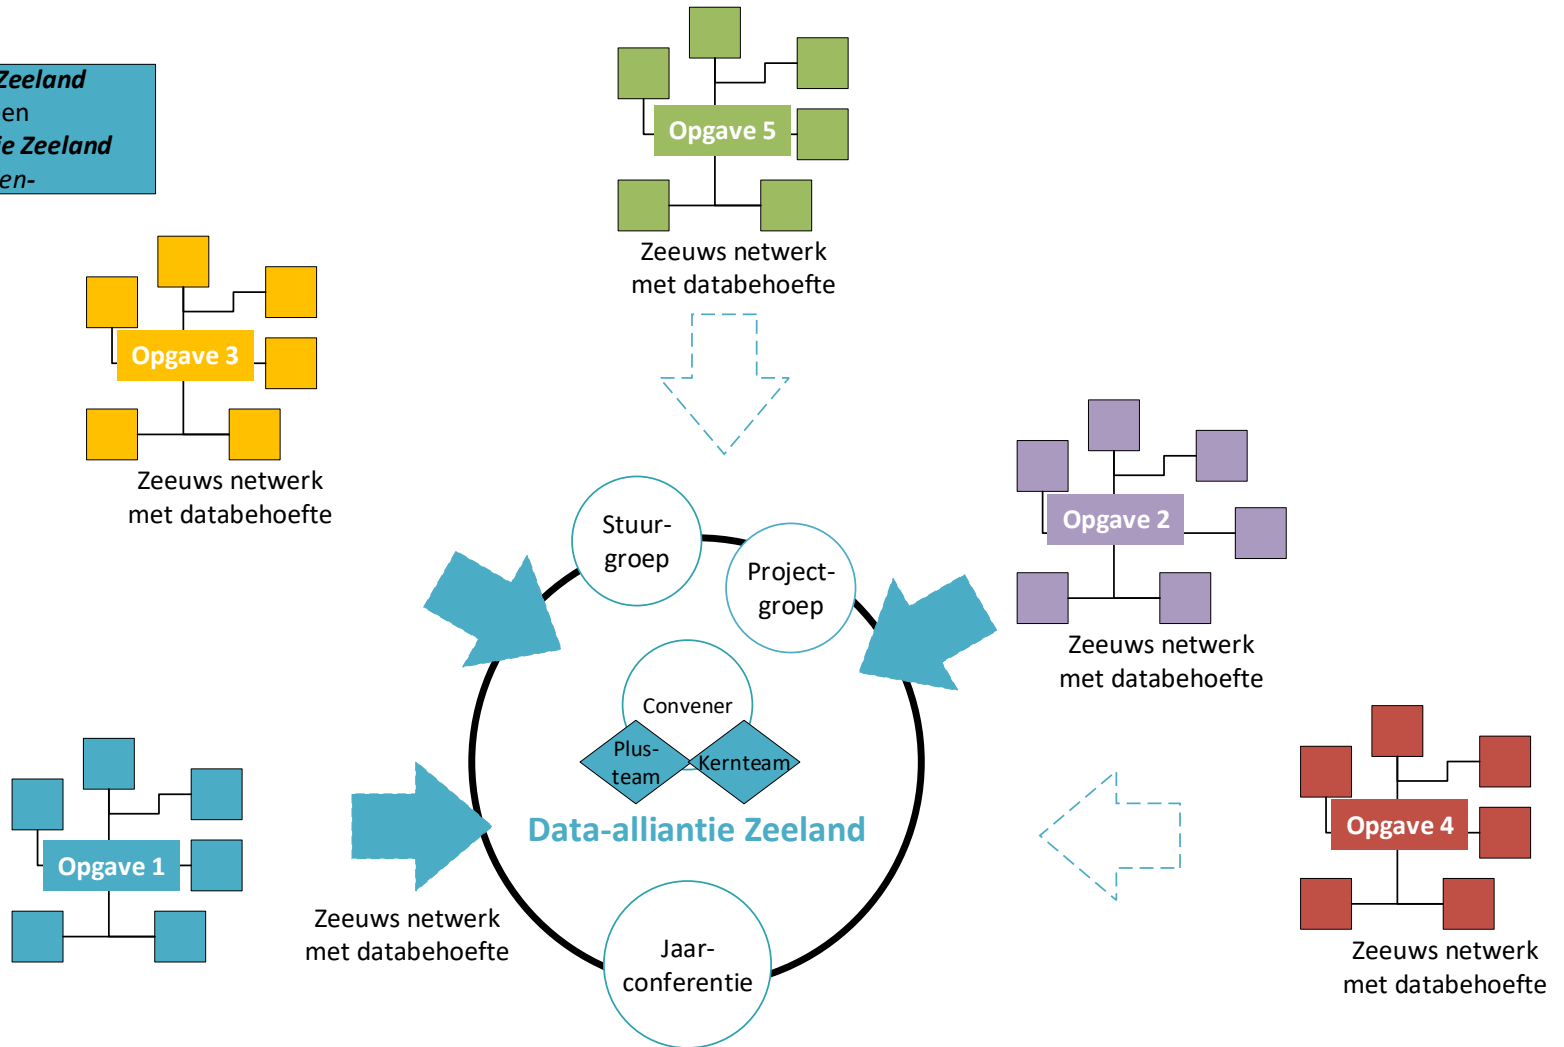 Zeeland
en
ie Zeeland
en-
Opgave 5
Zeeuws netwerk
met databehoefte
Opgave 3
Zeeuws netwerk
met databehoefte
Opgave 2
Zeeuws netwerk
met databehoefte
Stuur-
groep
Project-
groep
Convener
Plus-
team
Kernteam
Data-alliantie Zeeland
Opgave 4
Zeeuws netwerk
met databehoefte
Opgave 1
Zeeuws netwerk
met databehoefte
Jaar-
conferentie